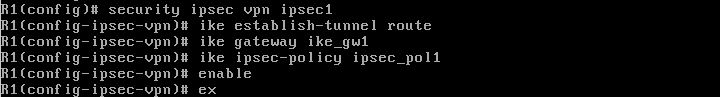 R1(config)# security ipsec vpn ipsec1
R1(config-ipsec-vpn)# ike establish-tunnel route
R1(config-ipsec-vpn)# ike gateway ike_gw1
R1(config-ipsec-vpn)# ike ipsec-policy ipsec_pol1
R1(config-ipsec-vpn)# enable
R1(config-ipsec-vpn)# ex